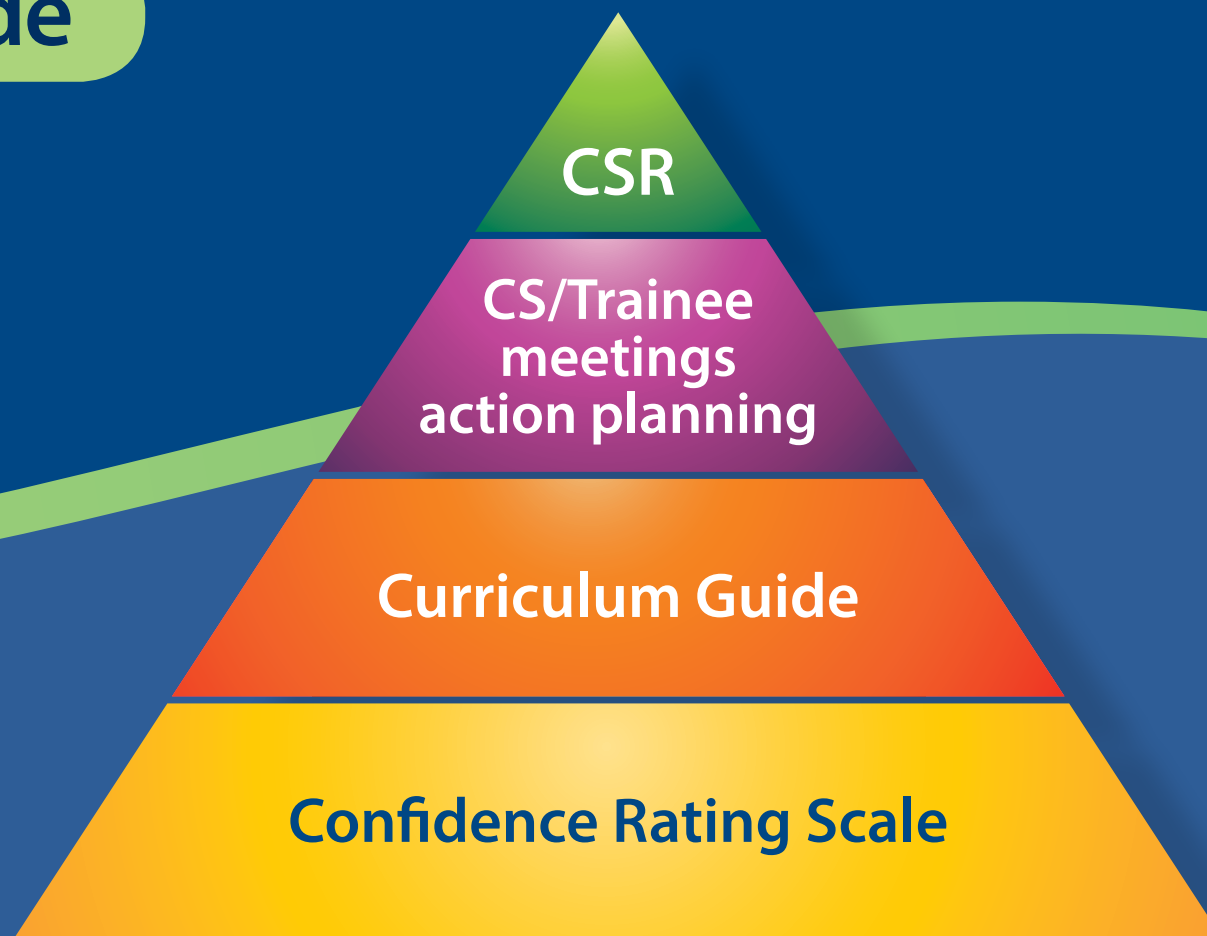 de
CSR
CS/Trainee
meetings
action planning
Curriculum Guide
Confidence Rating Scale